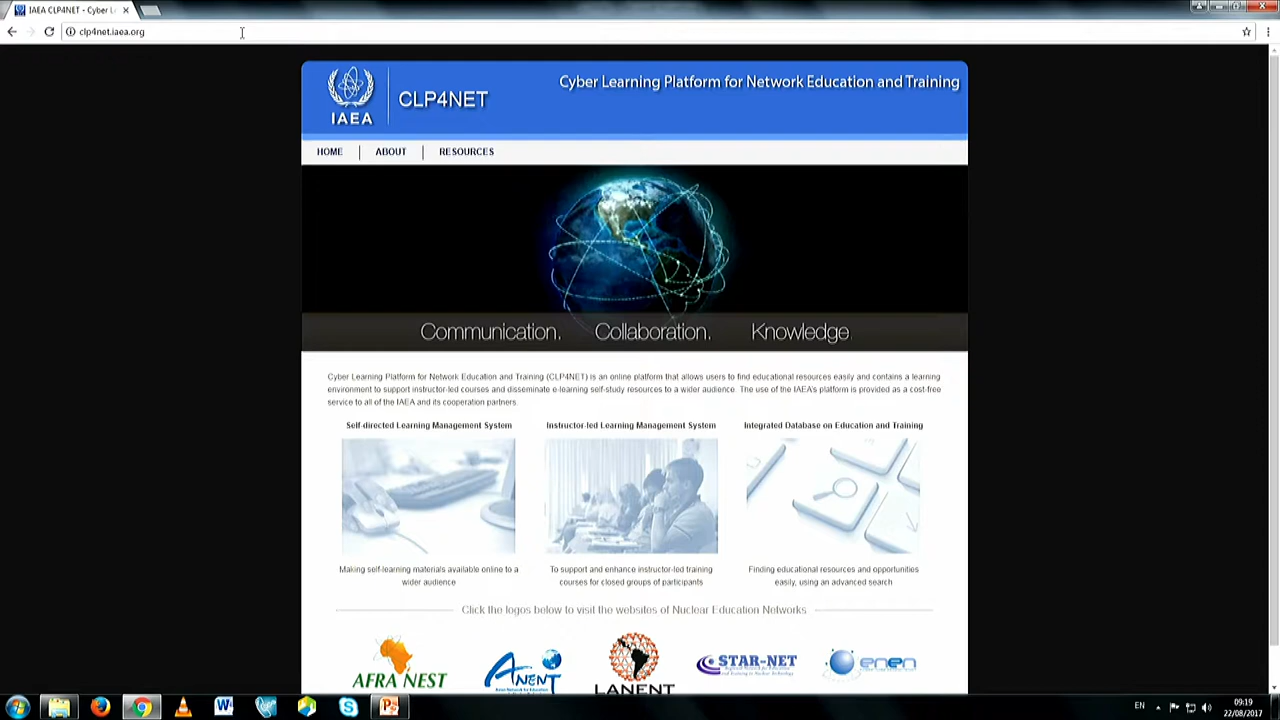 IAEA CLP4NET - Cyber L
clp4net.iaea.org
IAEA
CLP4NET
Cyber Learning Platform for Network Education and Training
HOME
ABOUT
RESOURCES
Communication. Collaboration. Knowledge
Cyber Learning Platform for Network Education and Training (CLP4NET) is an online platform that allows users to find educational resources easily and contains a learning
environment to support instructor-led courses and disseminate e-learning self-study resources to a wider audience. The use of the IAEA's platform is provided as a cost-free
service to all of the IAEA and its cooperation partners.
Self-directed Learning Management System
Instructor-led Learning Management System
Integrated Database on Education and Training
Making self-learning materials available online to a
wider audience
To support and enhance instructor-led training
courses for closed groups of participants
Finding educational resources and opportunities
easily, using an advanced search
Click the logos below to visit the websites of Nuclear Education Networks
AFRA NEST
ANENT
LANENT
STAR-NET
enen
EN
09:19
22/08/2017